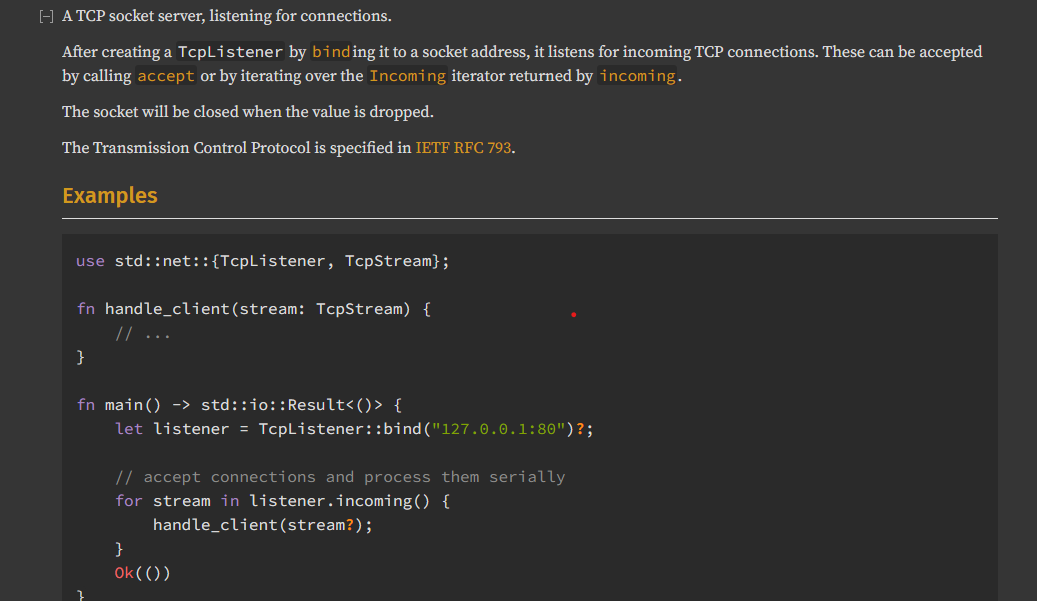 [−] A TCP socket server, listening for connections.
After creating a TcpListener by binding it to a socket address, it listens for incoming TCP connections. These can be accepted
by calling accept or by iterating over the Incoming iterator returned by incoming.
The socket will be closed when the value is dropped.
The Transmission Control Protocol is specified in IETF RFC 793.
Examples
use std::net::{TcpListener, TcpStream};
fn handle_client(stream: TcpStream) {
    // ...
}
fn main() -> std::io::Result<()> {
    let listener = TcpListener::bind("127.0.0.1:80")?;
    // accept connections and process them serially
    for stream in listener.incoming() {
        handle_client(stream?);
    }
    Ok(())
}